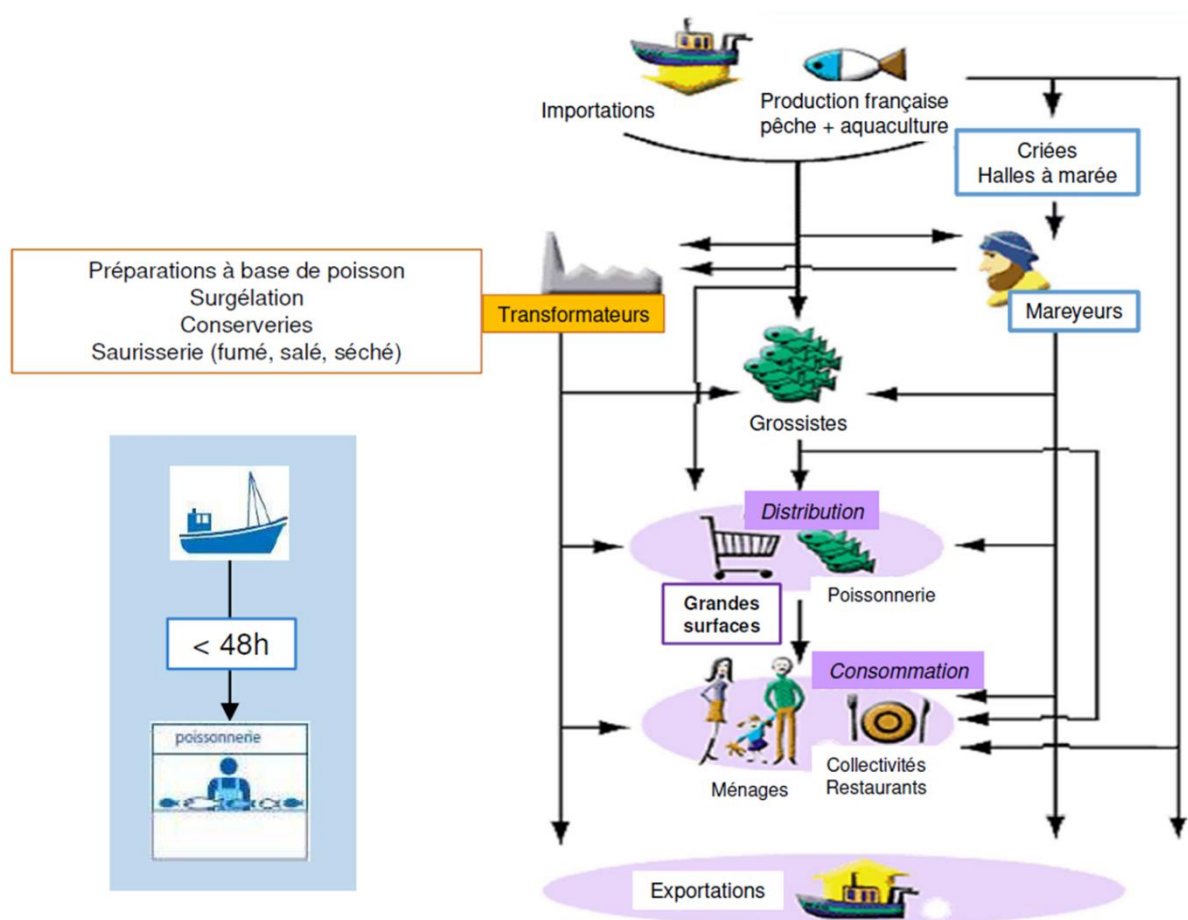 Importations
Production française
pêche + aquaculture
Criées
Halles à marée
Préparations à base de poisson
Surgélation
Conserveries
Saurisserie (fumé, salé, séché)
Transformateurs
Mareyeurs
Grossistes
Distribution
Grandes
surfaces
Poissonnerie
< 48h
poissonnerie
Consommation
Ménages
Collectivités
Restaurants
Exportations